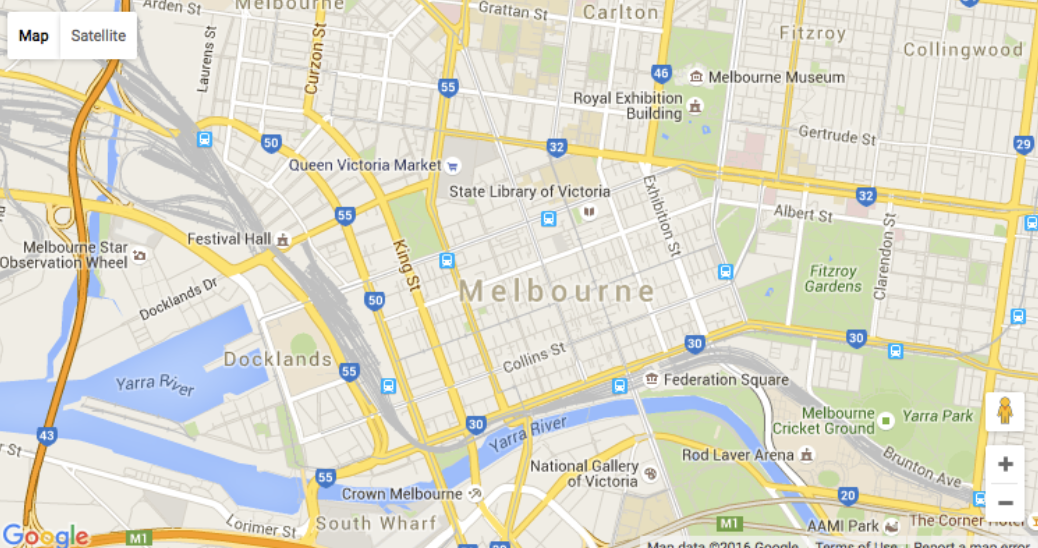 Melbourne
Grattan St
Carlton
Arden St
Map
Satellite
Fitzroy
Collingwood
Laurens St
Curzon St
46
Melbourne Museum
55
Royal Exhibition
Building
Gertrude St
50
32
29
Queen Victoria Market
State Library of Victoria
Exhibition St
32
55
Albert St
Clarendon St
Festival Hall
Melbourne Star
Observation Wheel
King St
Fitzroy
Gardens
Docklands Dr
50
Melbourne
30
30
Collins St
Docklands
55
Yarra River
Federation Square
Melbourne
Cricket Ground
Yarra Park
43
30
Yarra River
Rod Laver Arena
Brunton Ave
National Gallery
of Victoria
55
Crown Melbourne
20
Lorimer St
South Wharf
M1
AAMI Park
The Corner Hotel
Google
M1
Map data ©2016 Google
Terms of Use
Report a map error